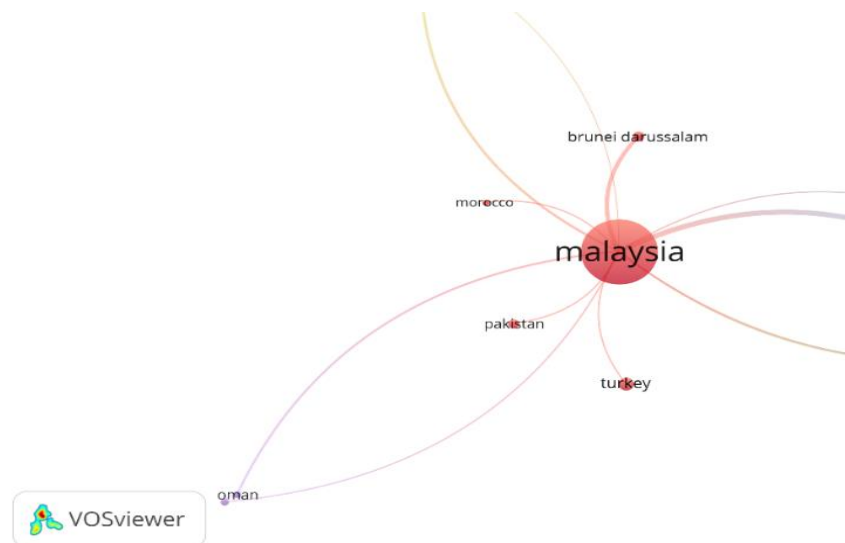 brunei darussalam
morocco
malaysia
pakistan
turkey
oman
VOSviewer